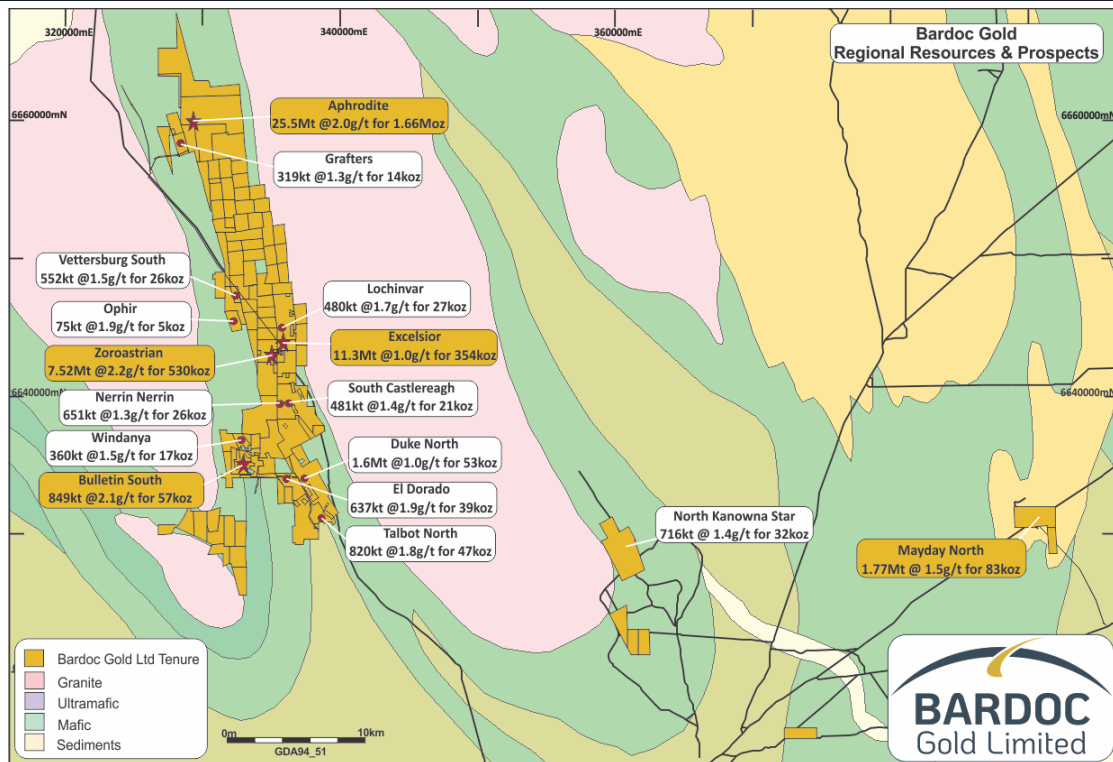 320000mE
340000mE
360000mE
Bardoc Gold
Regional Resources & Prospects
6660000mN
6660000mN
Aphrodite
25.5Mt @2.0g/t for 1.66Moz
Grafters
319kt @1.3g/t for 14koz
Vettersburg South
552kt @1.5g/t for 26koz
Lochinvar
480kt @1.7g/t for 27koz
Ophir
75kt @1.9g/t for 5koz
Excelsior
11.3Mt @1.0g/t for 354koz
Zoroastrian
7.52Mt @2.2g/t for 530koz
6640000mN
6640000mN
Nerrin Nerrin
651kt @1.3g/t for 26koz
South Castlereagh
481kt @1.4g/t for 21koz
Windanya
360kt @1.5g/t for 17koz
Duke North
1.6Mt @1.0g/t for 53koz
Bulletin South
849kt @2.1g/t for 57koz
El Dorado
637kt @1.9g/t for 39koz
Talbot North
820kt @1.8g/t for 47koz
North Kanowna Star
716kt @ 1.4g/t for 32koz
Mayday North
1.77Mt @ 1.5g/t for 83koz
Bardoc Gold Ltd Tenure
Granite
Ultramafic
Mafic
Sediments
0m
10km
GDA94_51
BARDOC
Gold Limited